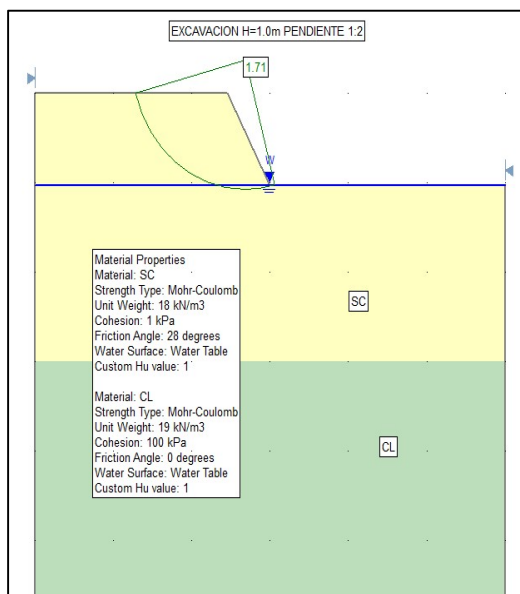 EXCAVACION H=1.0m PENDIENTE 1:2
1.71
W
Material Properties
Material: SC
Strength Type: Mohr-Coulomb
Unit Weight: 18 kN/m3
Cohesion: 1 kPa
Friction Angle: 28 degrees
Water Surface: Water Table
Custom Hu value: 1
Material: CL
Strength Type: Mohr-Coulomb
Unit Weight: 19 kN/m3
Cohesion: 100 kPa
Friction Angle: 0 degrees
Water Surface: Water Table
Custom Hu value: 1
SC
CL